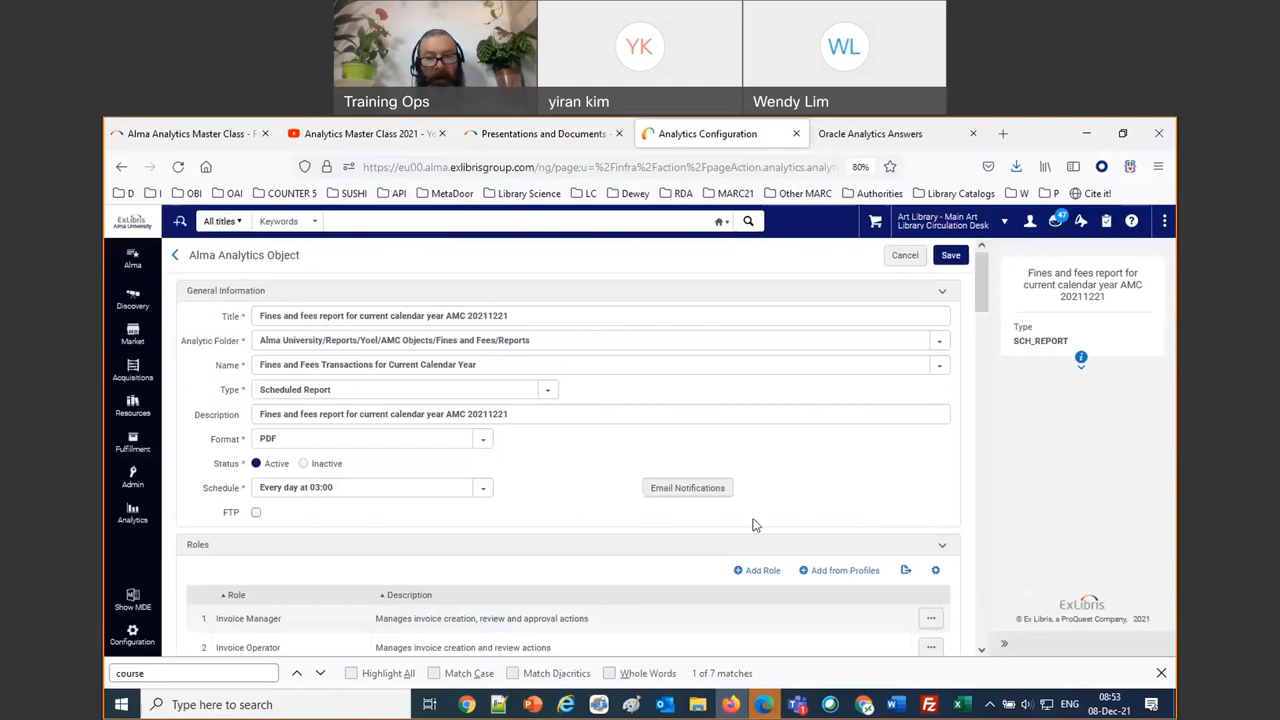 YK
WL
Training Ops
yiran kim
Wendy Lim
Alma Analytics Master Class - F
Analytics Master Class 2021 - Yo
Presentations and Documents -
Analytics Configuration
Oracle Analytics Answers
https://eu00.alma.exlibrisgroup.com/ng/page;u=%2Finfra%2Faction%2FpageAction.analytics.analyt
80%
D
I
OBI
OAI
COUNTER 5
SUSHI
API
MetaDoor
Library Science
LC
Dewey
RDA
MARC21
Other MARC
Authorities
Library Catalogs
W
P
Cite it!
ExLibris
Alma University
All titles
Keywords
Art Library - Main Art
Library Circulation Desk
47
Alma Analytics Object
Cancel
Save
Alma
Discovery
Market
Acquisitions
Resources
Fulfillment
Admin
Analytics
Show MDE
Configuration
General Information
Title *
Fines and fees report for current calendar year AMC 20211221
Analytic Folder *
Alma University/Reports/Yoel/AMC Objects/Fines and Fees/Reports
Name *
Fines and Fees Transactions for Current Calendar Year
Type *
Scheduled Report
Description
Fines and fees report for current calendar year AMC 20211221
Format *
PDF
Status *
Active
Inactive
Schedule *
Every day at 03:00
Email Notifications
FTP
Roles
Add Role
Add from Profiles
Role
Description
1
Invoice Manager
Manages invoice creation, review and approval actions
2
Invoice Operator
Manages invoice creation and review actions
Fines and fees report for
current calendar year AMC
20211221
Type
SCH_REPORT
ExLibris
© Ex Libris, a ProQuest Company, 2021
course
Highlight All
Match Case
Match Diacritics
Whole Words
1 of 7 matches
Type here to search
ENG
08:53
08-Dec-21